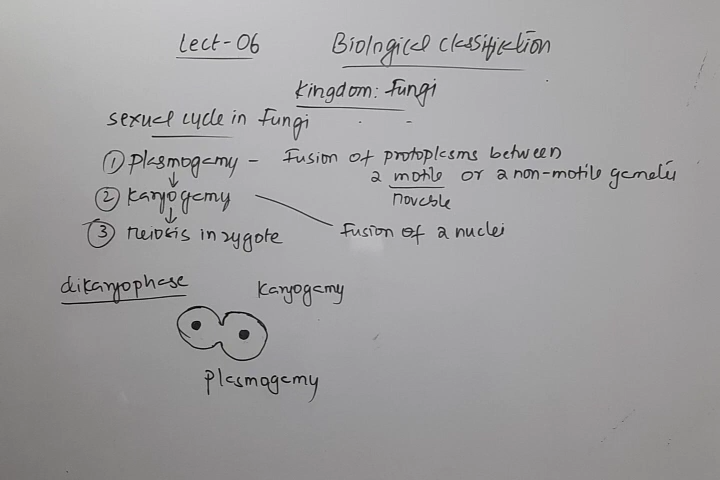 Lect-06 Biological classification
Kingdom: Fungi
sexual cycle in Fungi
① Plasmogamy – Fusion of protoplasms between
2 motile or 2 non-motile gametes
movable
② Karyogamy
Fusion of 2 nuclei
③ meiosis in zygote
dikaryophase
Karyogamy
Plasmogamy